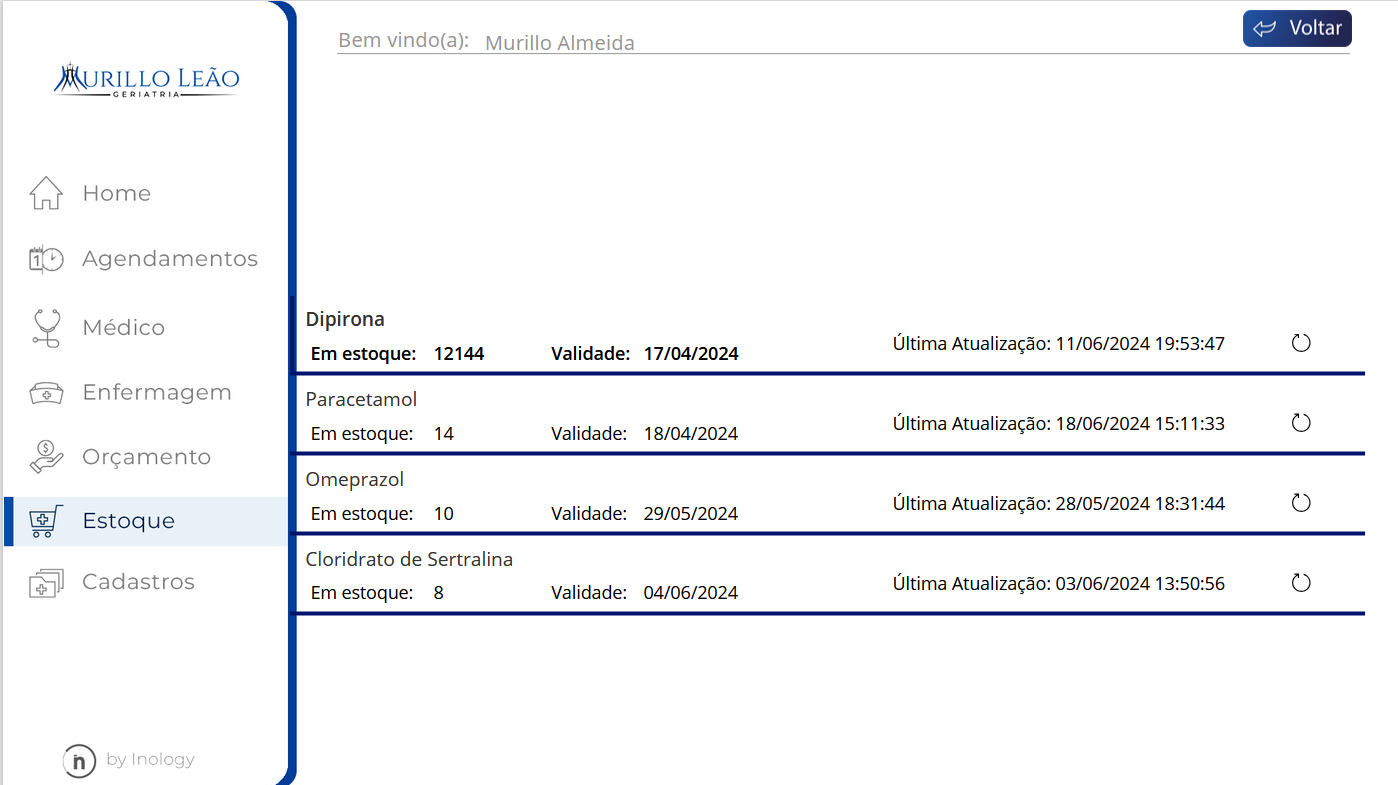 Bem vindo(a): Murillo Almeida
Voltar
MURILLO LEÃO
GERIATRIA
Home
1
Agendamentos
Médico
Enfermagem
$
Orçamento
Estoque
Cadastros
in by Inology
Dipirona
Em estoque: 12144 Validade: 17/04/2024 Última Atualização: 11/06/2024 19:53:47
Paracetamol
Em estoque: 14 Validade: 18/04/2024 Última Atualização: 18/06/2024 15:11:33
Omeprazol
Em estoque: 10 Validade: 29/05/2024 Última Atualização: 28/05/2024 18:31:44
Cloridrato de Sertralina
Em estoque: 8 Validade: 04/06/2024 Última Atualização: 03/06/2024 13:50:56